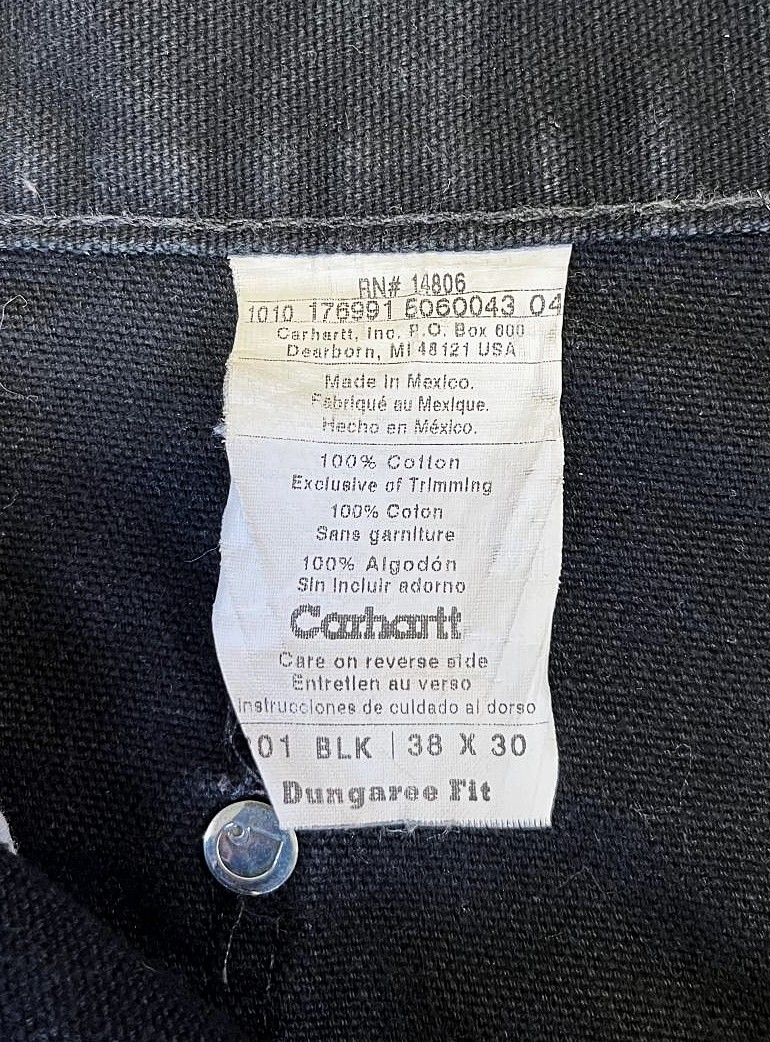 RN# 14806
1010 176991 6060043 04
Carhartt, Inc. P.O. Box 600
Dearborn, MI 48121 USA
Made in Mexico.
Fabriqué au Mexique.
Hecho en México.
100% Cotton
Exclusive of Trimming
100% Coton
Sans garniture
100% Algodón
Sin incluir adorno
Carhartt
Care on reverse side
Entretien au verso
Instrucciones de cuidado al dorso
01 BLK | 38 X 30
Dungaree Fit